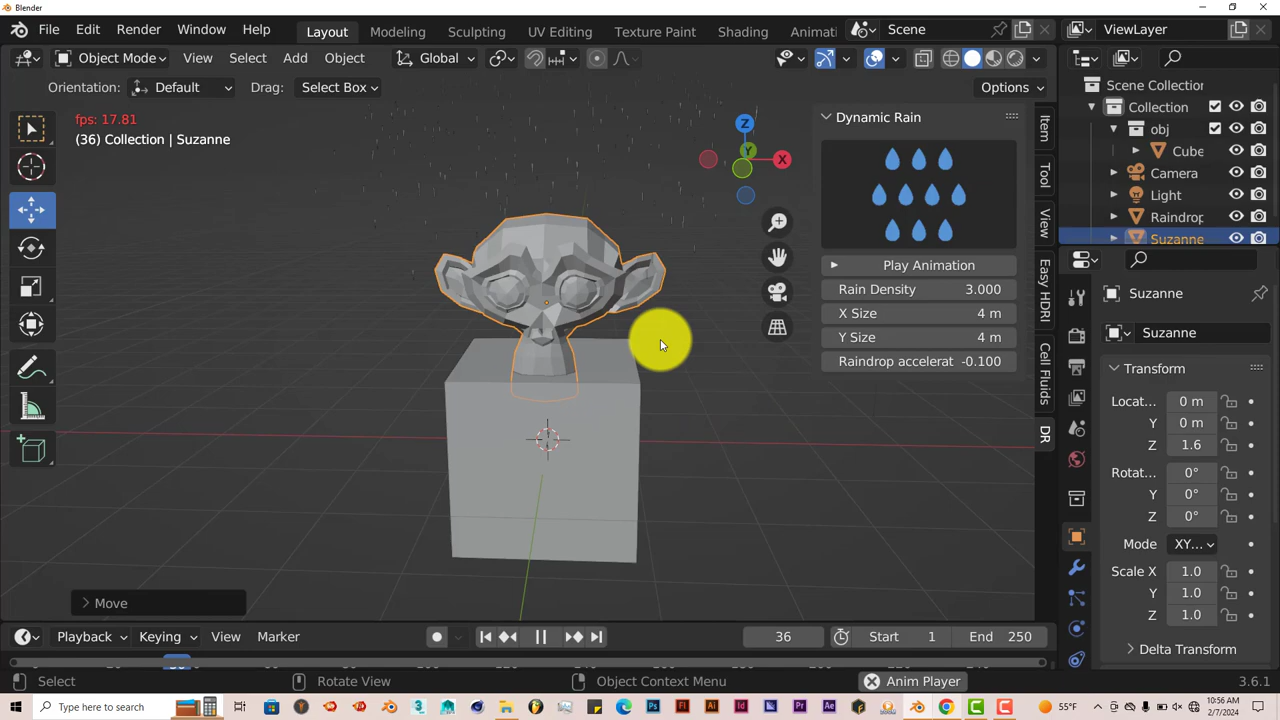 Blender
File Edit Render Window Help Layout Modeling Sculpting UV Editing Texture Paint Shading Animati Scene ViewLayer
Object Mode View Select Add Object Global
Orientation: Default Drag: Select Box Options
fps: 17.81
(36) Collection | Suzanne
Z
Y
X
Dynamic Rain
Play Animation
Rain Density 3.000
X Size 4 m
Y Size 4 m
Raindrop accelerat -0.100
Item
Tool
View
Easy HDRI
Cell Fluids
DR
Scene Collection
Collection
obj
Cube
Camera
Light
Raindrop
Suzanne
Suzanne
Suzanne
Transform
Locat... 0 m
Y 0 m
Z 1.6
Rotat... 0°
Y 0°
Z 0°
Mode XY...
Scale X 1.0
Y 1.0
Z 1.0
Delta Transform
Move
Playback Keying View Marker 36 Start 1 End 250
Select Rotate View Object Context Menu Anim Player 3.6.1
Type here to search 55°F 10:56 AM
2/7/2024